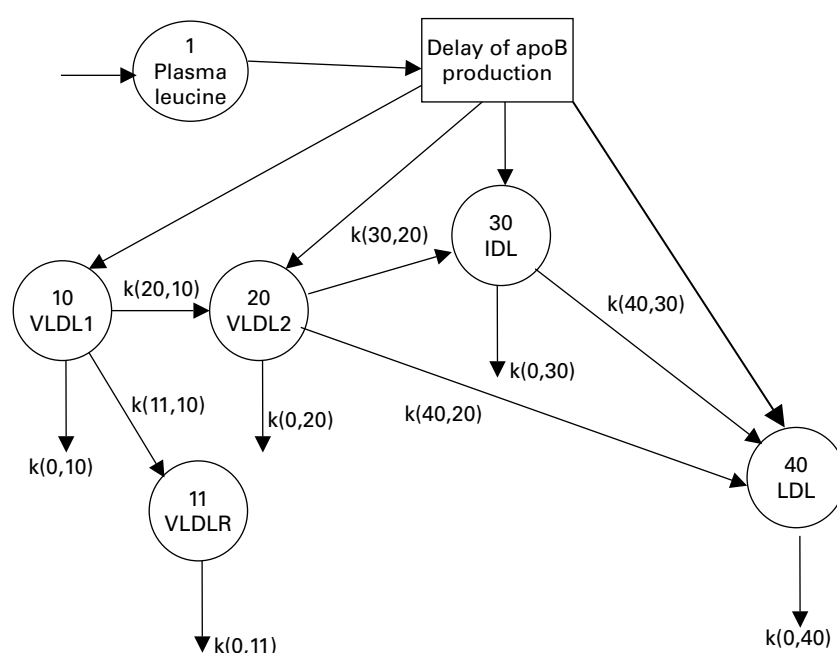 1
Plasma
leucine
Delay of apoB
production
k(30,20)
30
IDL
k(20,10)
10
VLDL1
20
VLDL2
k(40,30)
k(0,30)
k(11,10)
k(0,20)
k(40,20)
k(0,10)
40
LDL
11
VLDLR
k(0,11)
k(0,40)